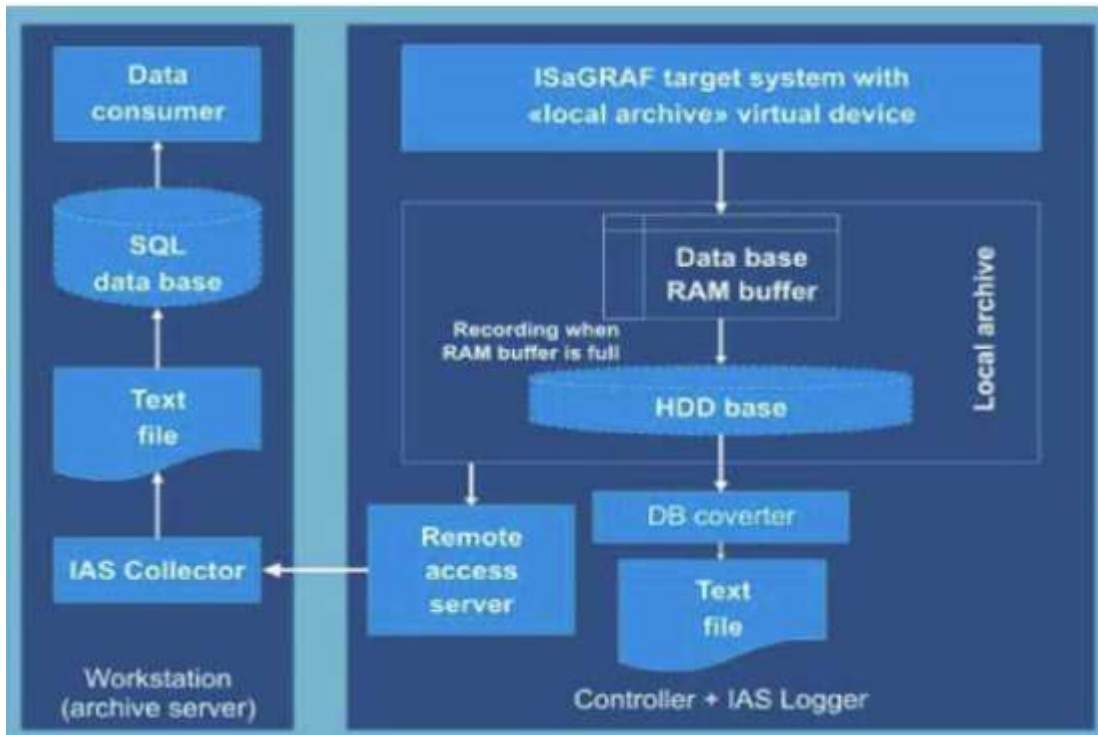 Data
consumer
SQL
data base
Text
file
IAS Collector
Workstation
(archive server)
ISaGRAF target system with
«local archive» virtual device
Data base
RAM buffer
Recording when
RAM buffer is full
HDD base
Local archive
DB coverter
Remote
access
server
Text
file
Controller + IAS Logger